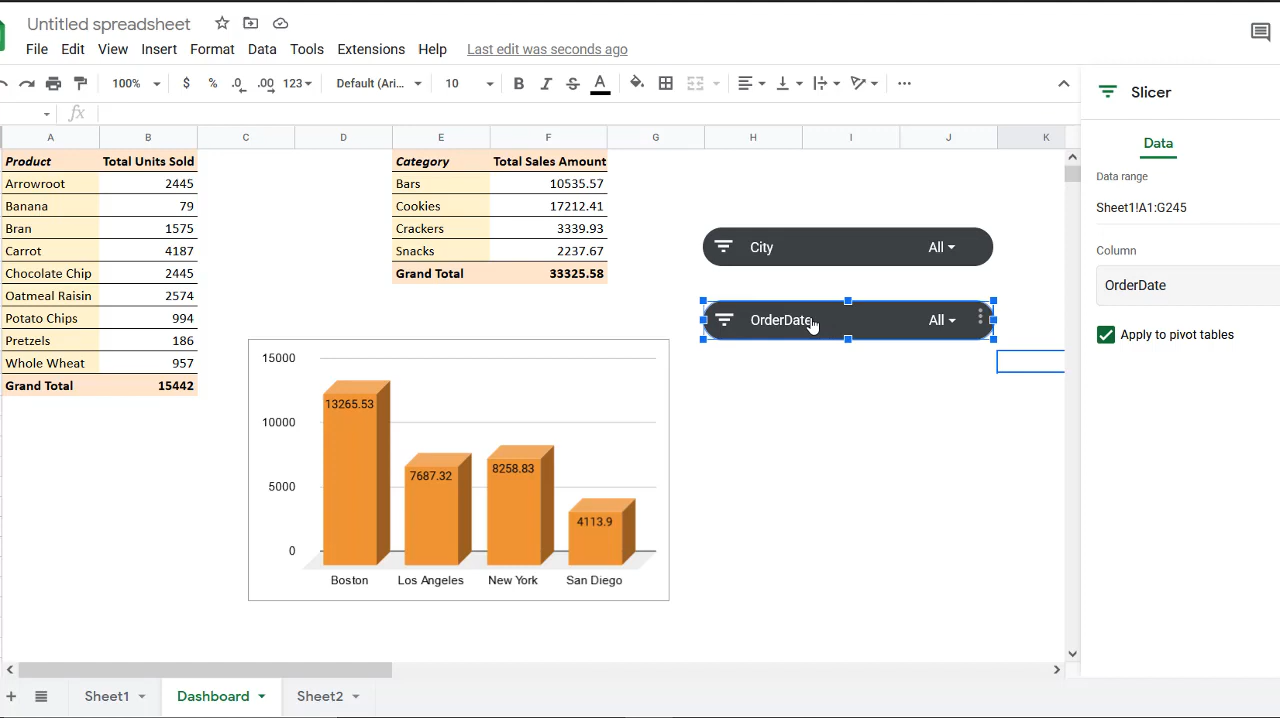 Untitled spreadsheet
File Edit View Insert Format Data Tools Extensions Help Last edit was seconds ago
100% $ % .0 .00 123 Default (Ari... 10 B I S A
fx
A B C D E F G H I J K
Product Total Units Sold Category Total Sales Amount
Arrowroot 2445 Bars 10535.57
Banana 79 Cookies 17212.41
Bran 1575 Crackers 3339.93
Carrot 4187 Snacks 2237.67
Chocolate Chip 2445 Grand Total 33325.58
Oatmeal Raisin 2574
Potato Chips 994
Pretzels 186
Whole Wheat 957
Grand Total 15442
City All
OrderDate All
15000
10000
5000
0
13265.53
7687.32
8258.83
4113.9
Boston Los Angeles New York San Diego
Slicer
Data
Data range
Sheet1!A1:G245
Column
OrderDate
Apply to pivot tables
+ Sheet1 Dashboard Sheet2